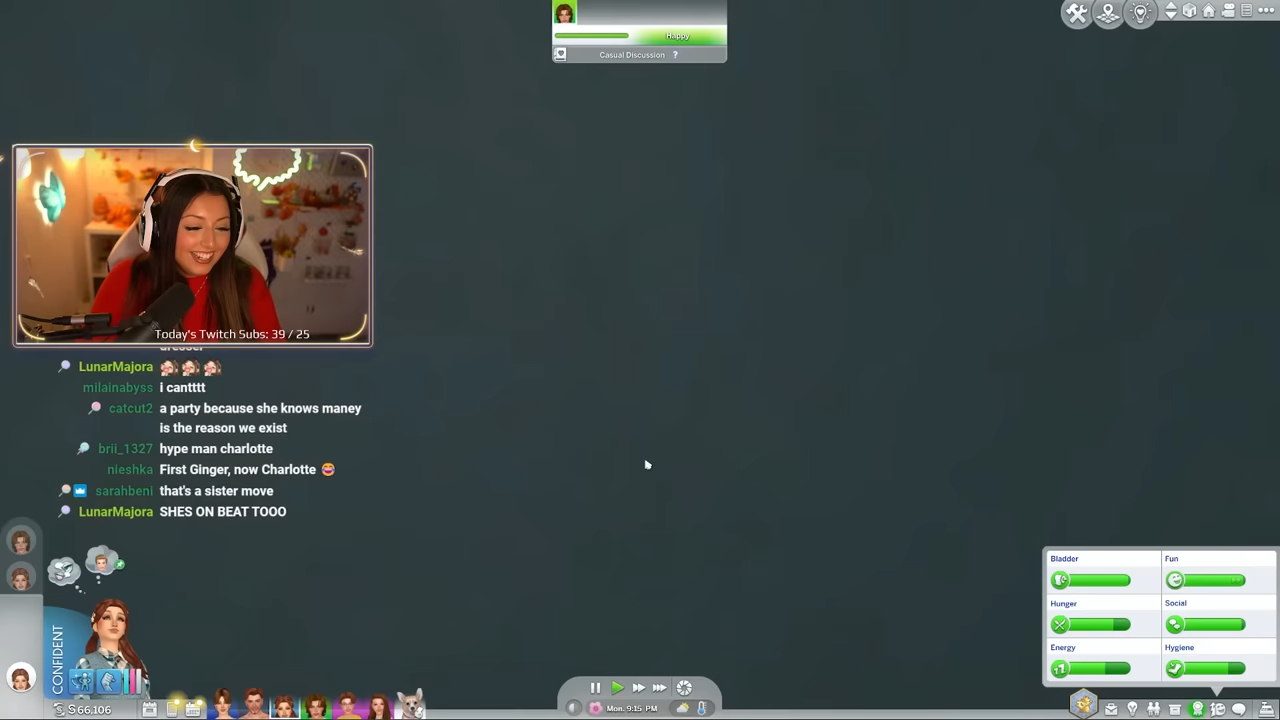 Happy
Casual Discussion ?
Today's Twitch Subs: 39 / 25
LunarMajora
milainabyss i cantttt
catcut2 a party because she knows maney
is the reason we exist
brii_1327 hype man charlotte
nieshka First Ginger, now Charlotte
sarahbeni that's a sister move
LunarMajora SHES ON BEAT TOOO
CONFIDENT
$66,106
Mon. 9:15 PM
Bladder Fun
Hunger Social
Energy Hygiene